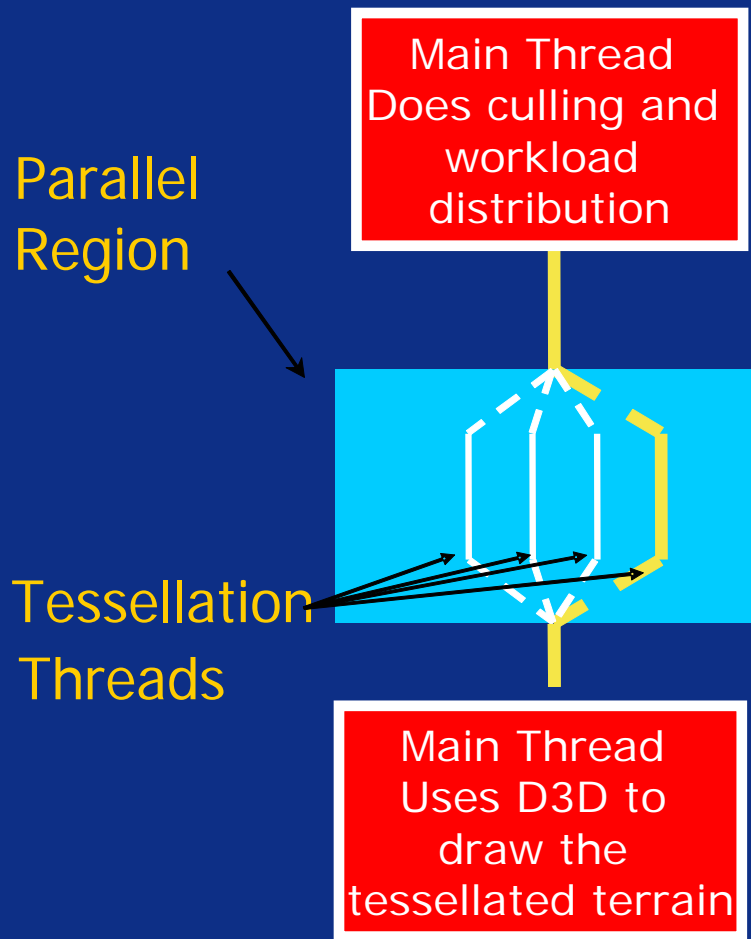 Main Thread
Does culling and
workload
distribution
Parallel
Region
Tessellation
Threads
Main Thread
Uses D3D to
draw the
tessellated terrain